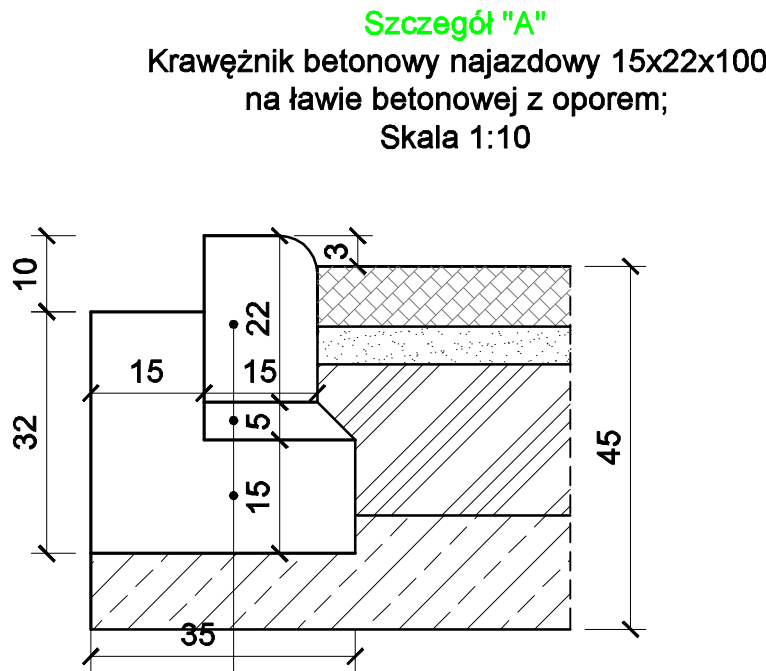 Szczegół "A"
Krawężnik betonowy najazdowy 15x22x100
na ławie betonowej z oporem;
Skala 1:10
3
10
22
15 15
5
32
45
15
35